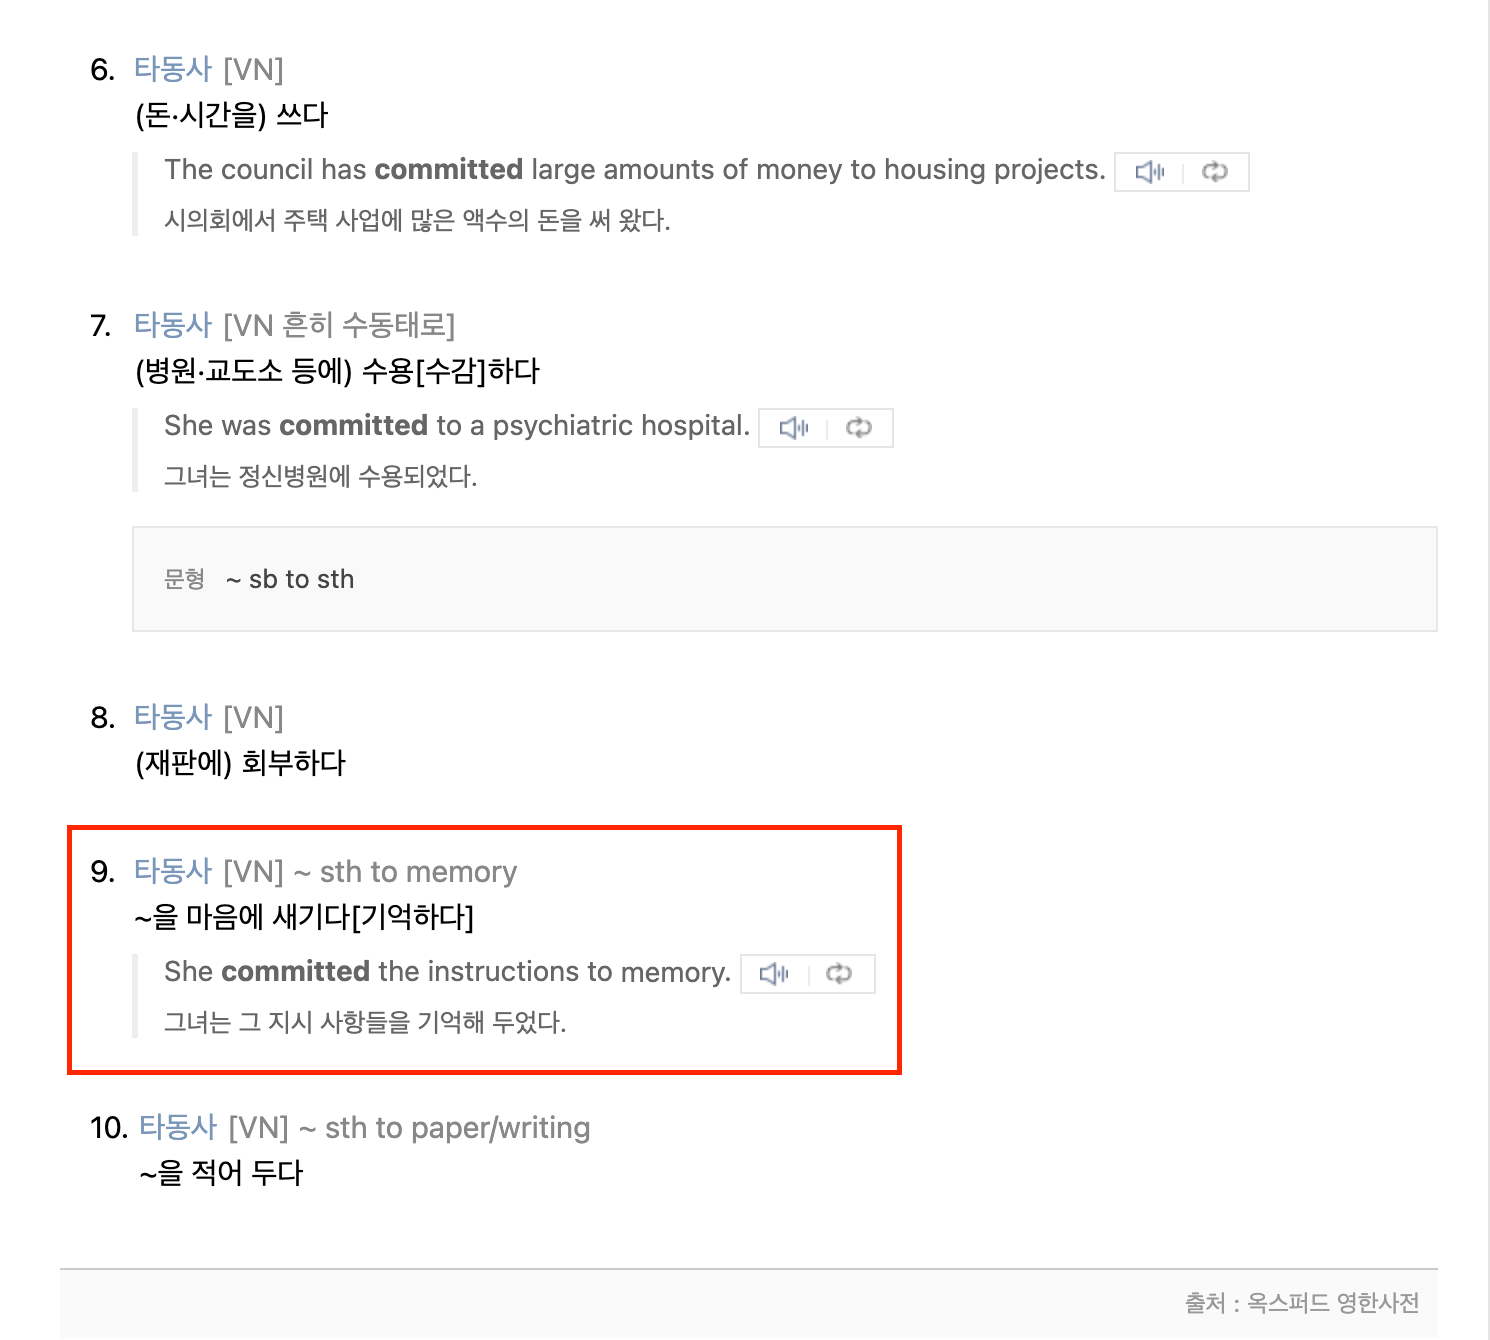 6. 타동사 [VN]
(돈·시간을) 쓰다
The council has committed large amounts of money to housing projects.
시의회에서 주택 사업에 많은 액수의 돈을 써 왔다.
7. 타동사 [VN 흔히 수동태로]
(병원·교도소 등에) 수용[수감]하다
She was committed to a psychiatric hospital.
그녀는 정신병원에 수용되었다.
문형 ~ sb to sth
8. 타동사 [VN]
(재판에) 회부하다
9. 타동사 [VN] ~ sth to memory
~을 마음에 새기다[기억하다]
She committed the instructions to memory.
그녀는 그 지시 사항들을 기억해 두었다.
10. 타동사 [VN] ~ sth to paper/writing
~을 적어 두다
출처 : 옥스퍼드 영한사전